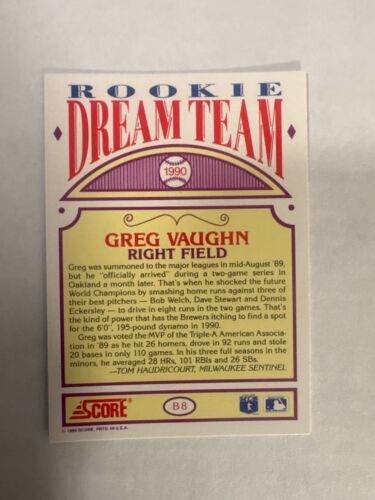 ROOKIE
DREAM TEAM
1990
GREG VAUGHN
RIGHT FIELD
Greg was summoned to the major leagues in mid-August '89,
but he "officially arrived" during a two-game series in
Oakland a month later. That's when he shocked the future
World Champions by smashing home runs against three of
their best pitchers — Bob Welch, Dave Stewart and Dennis
Eckersley — to drive in eight runs in the two games. That's
the kind of power that has the Brewers itching to find a spot
for the 6'0", 195-pound dynamo in 1990.
Greg was voted the MVP of the Triple-A American Associa-
tion in '89 as he hit 26 homers, drove in 92 runs and stole
20 bases in only 110 games. In his three full seasons in the
minors, he averaged 28 HRs, 101 RBIs and 26 SBs.
—TOM HAUDRICOURT, MILWAUKEE SENTINEL
SCORE
B8
© 1990 SCORE, PRTD. IN U.S.A.